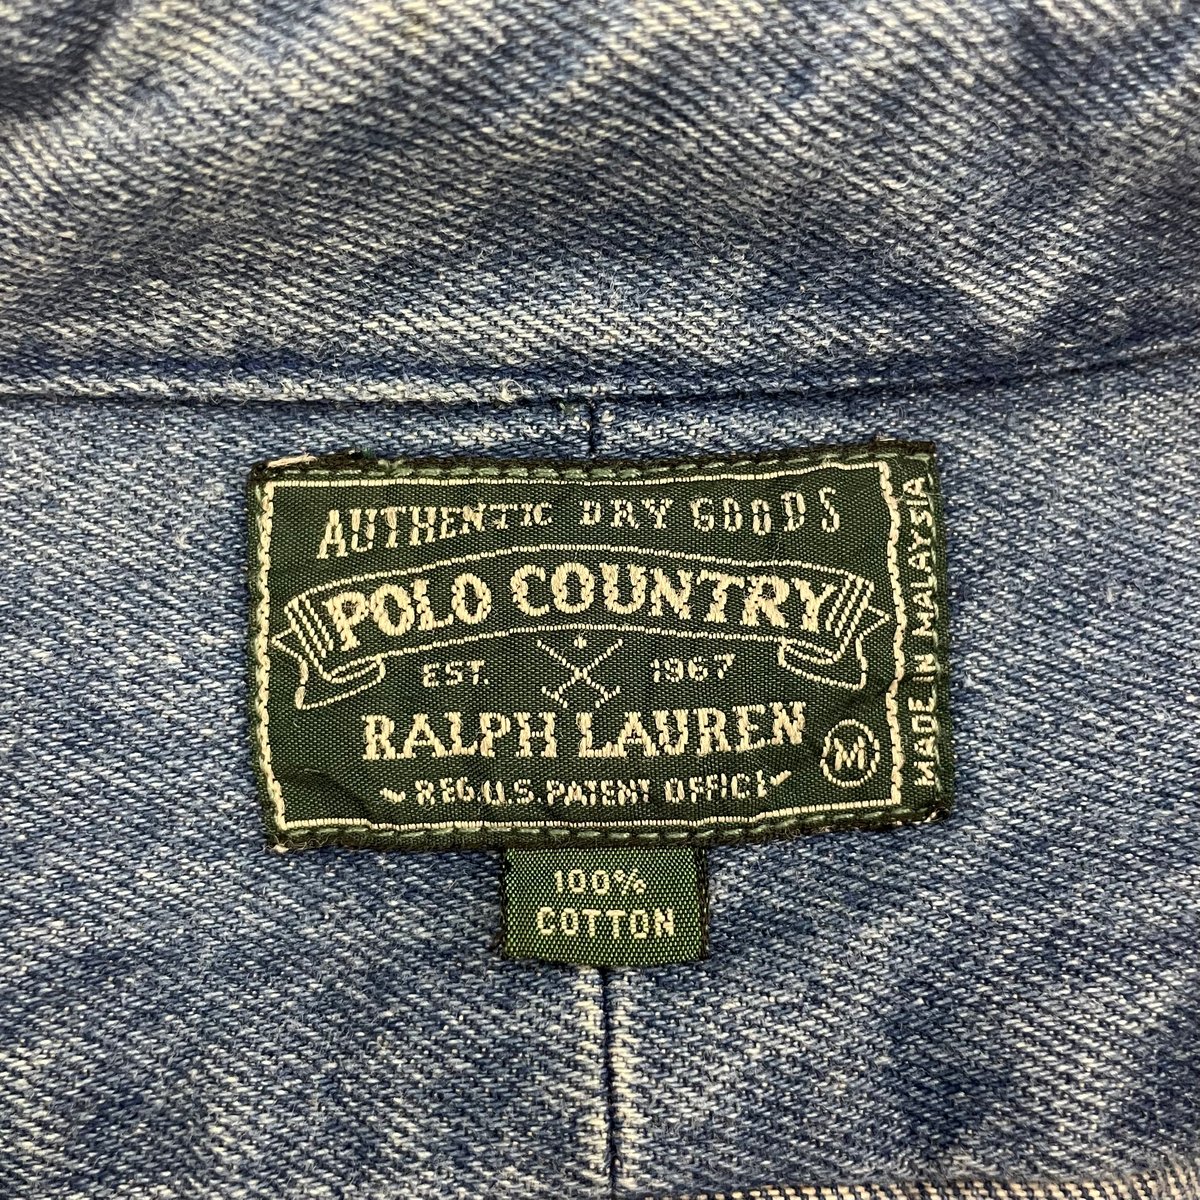 AUTHENTIC DRY GOODS
POLO COUNTRY
EST. 1967
RALPH LAUREN
M
REG.U.S. PATENT OFFICE
MADE IN MALAYSIA
100%
COTTON